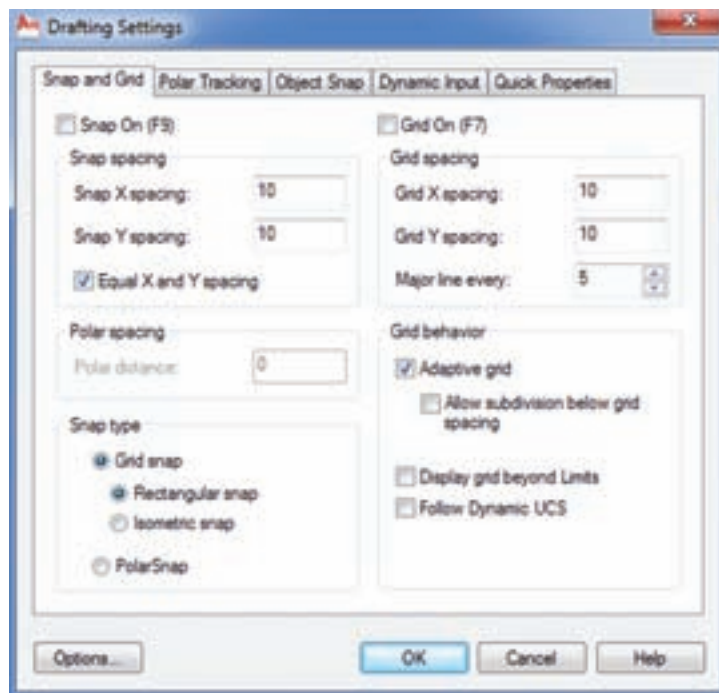 Drafting Settings
Snap and Grid Polar Tracking Object Snap Dynamic Input Quick Properties
Snap On (F9)
Snap spacing
Snap X spacing: 10
Snap Y spacing: 10
Equal X and Y spacing
Polar spacing
Polar distance: 0
Snap type
Grid snap
Rectangular snap
Isometric snap
PolarSnap
Grid On (F7)
Grid spacing
Grid X spacing: 10
Grid Y spacing: 10
Major line every: 5
Grid behavior
Adaptive grid
Allow subdivision below grid
spacing
Display grid beyond Limits
Follow Dynamic UCS
Options... OK Cancel Help